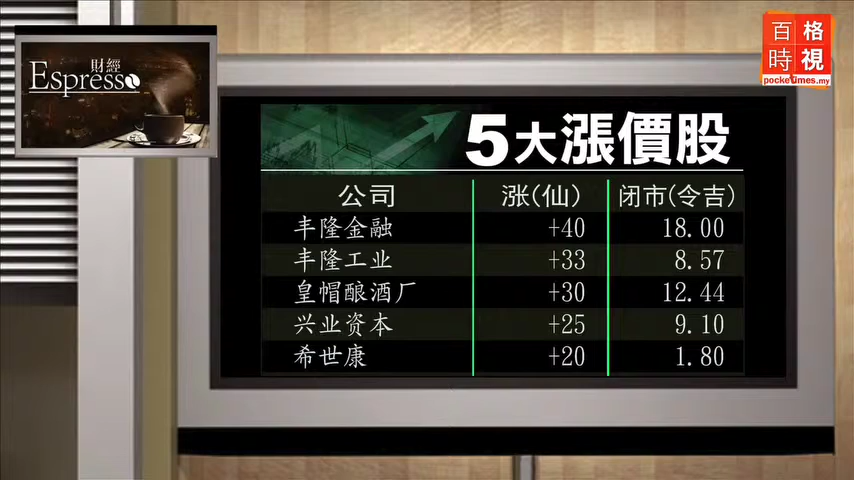 財經
Espresso
百格
時視
pocketimes.my
5大漲價股
公司 涨(仙) 闭市(令吉)
丰隆金融 +40 18.00
丰隆工业 +33 8.57
皇帽酿酒厂 +30 12.44
兴业资本 +25 9.10
希世康 +20 1.80